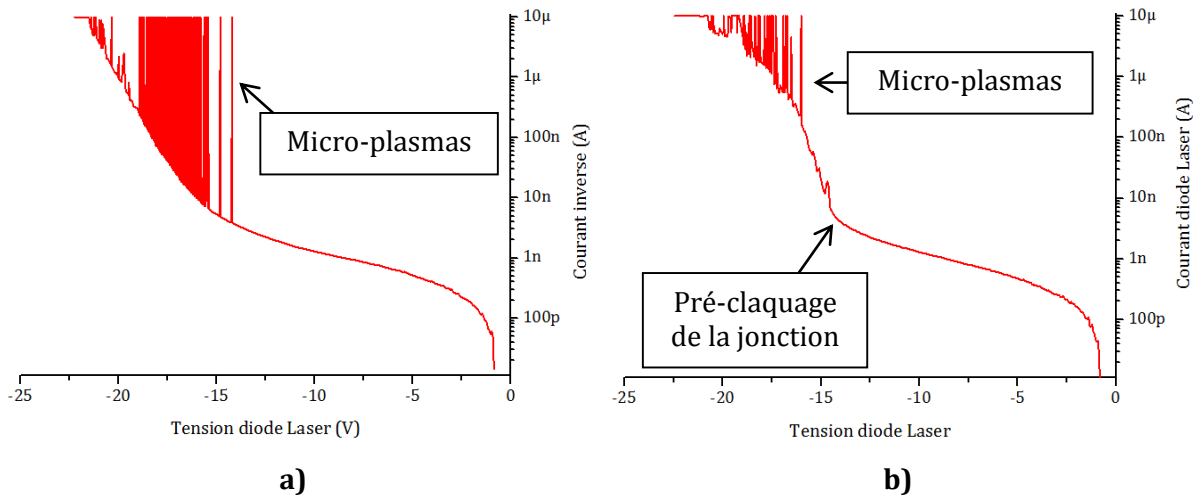 10µ
1µ
100n
10n
1n
100p
Courant inverse (A)
Micro-plasmas
-25
-20
-15
-10
-5
0
Tension diode Laser (V)
a)
10µ
1µ
100n
10n
1n
100p
Courant diode Laser (A)
Micro-plasmas
Pré-claquage
de la jonction
-25
-20
-15
-10
-5
0
Tension diode Laser
b)